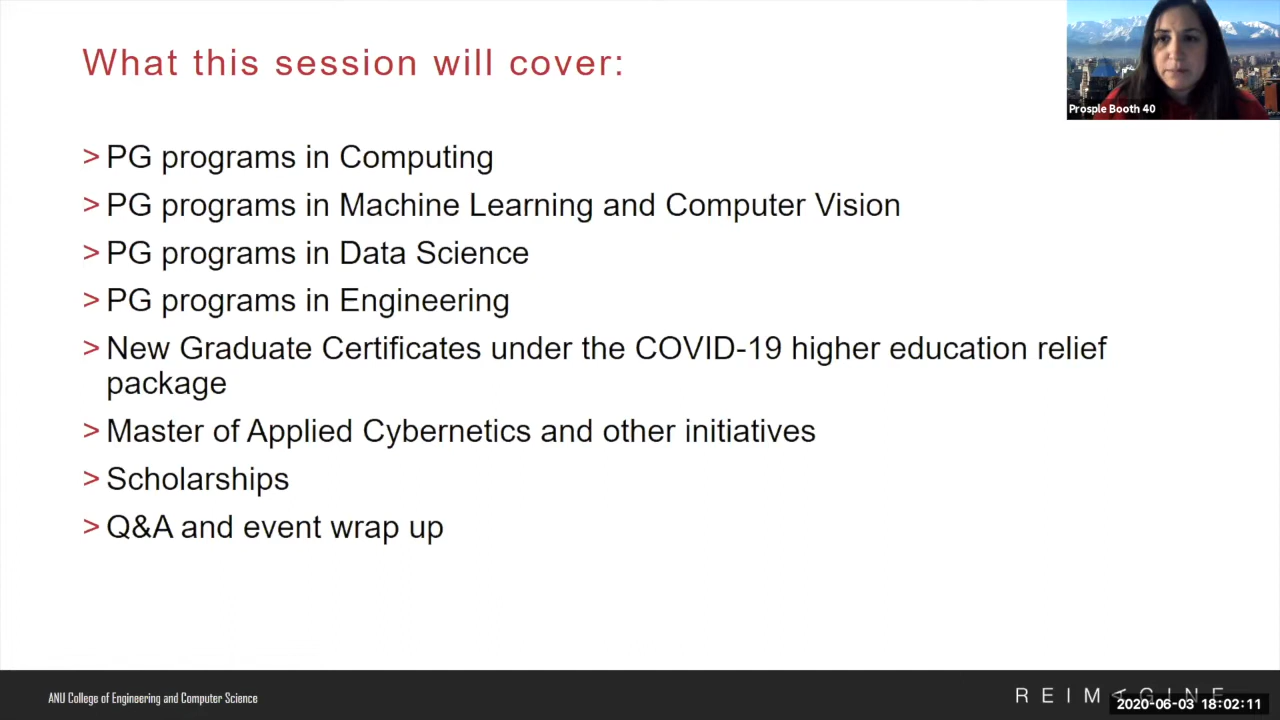 What this session will cover:
Prosple Booth 40
> PG programs in Computing
> PG programs in Machine Learning and Computer Vision
> PG programs in Data Science
> PG programs in Engineering
> New Graduate Certificates under the COVID-19 higher education relief
package
> Master of Applied Cybernetics and other initiatives
> Scholarships
> Q&A and event wrap up
ANU College of Engineering and Computer Science
REIMAGINE
2020-06-03 18:02:11